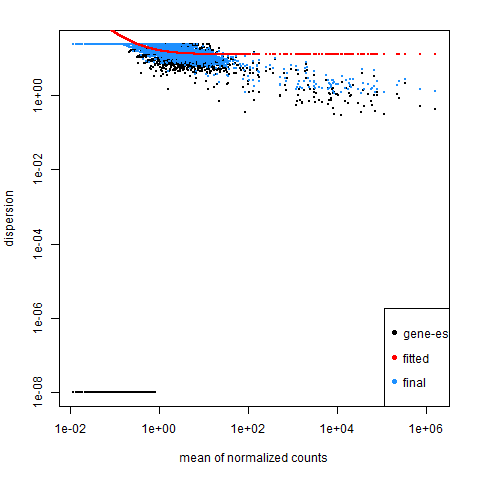 dispersion
1e+00
1e-02
1e-04
1e-06
1e-08
gene-es
fitted
final
1e-02 1e+00 1e+02 1e+04 1e+06
mean of normalized counts